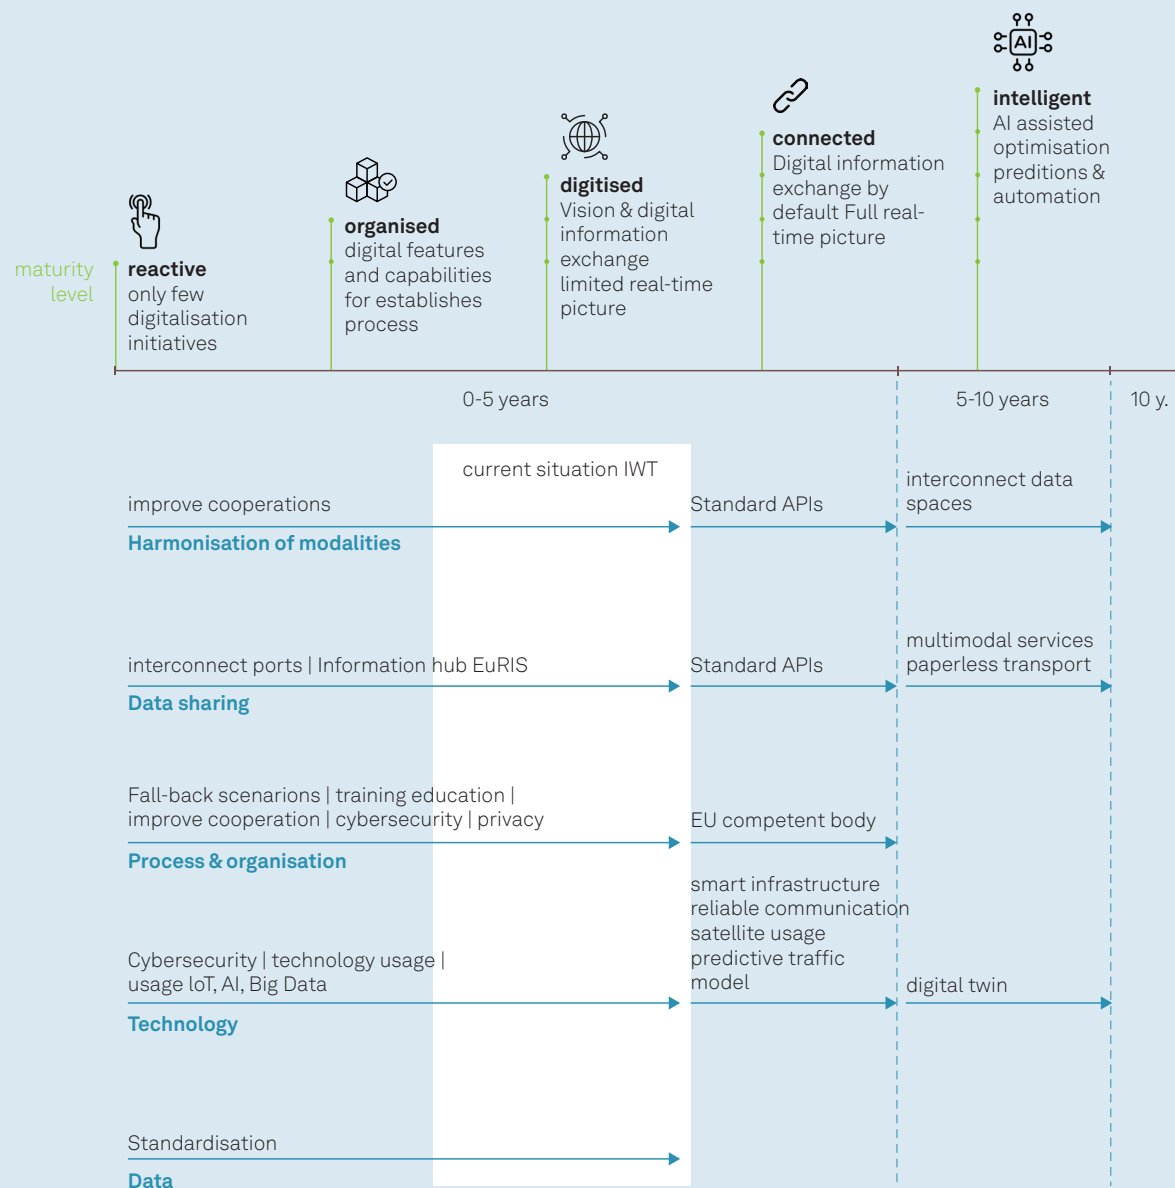 AI
intelligent
AI assisted
optimisation
preditions &
automation
connected
Digital information
exchange by
default Full real-
time picture
digitised
Vision & digital
information
exchange
limited real-time
picture
organised
digital features
and capabilities
for establishes
process
maturity
level
reactive
only few
digitalisation
initiatives
0-5 years
5-10 years
10 y.
current situation IWT
improve cooperations
Standard APIs
interconnect data
spaces
Harmonisation of modalities
interconnect ports | Information hub EuRIS
Standard APIs
multimodal services
paperless transport
Data sharing
Fall-back scenarions | training education |
improve cooperation | cybersecurity | privacy
EU competent body
Process & organisation
smart infrastructure
reliable communication
satellite usage
predictive traffic
model
Cybersecurity | technology usage |
usage IoT, AI, Big Data
digital twin
Technology
Standardisation
Data